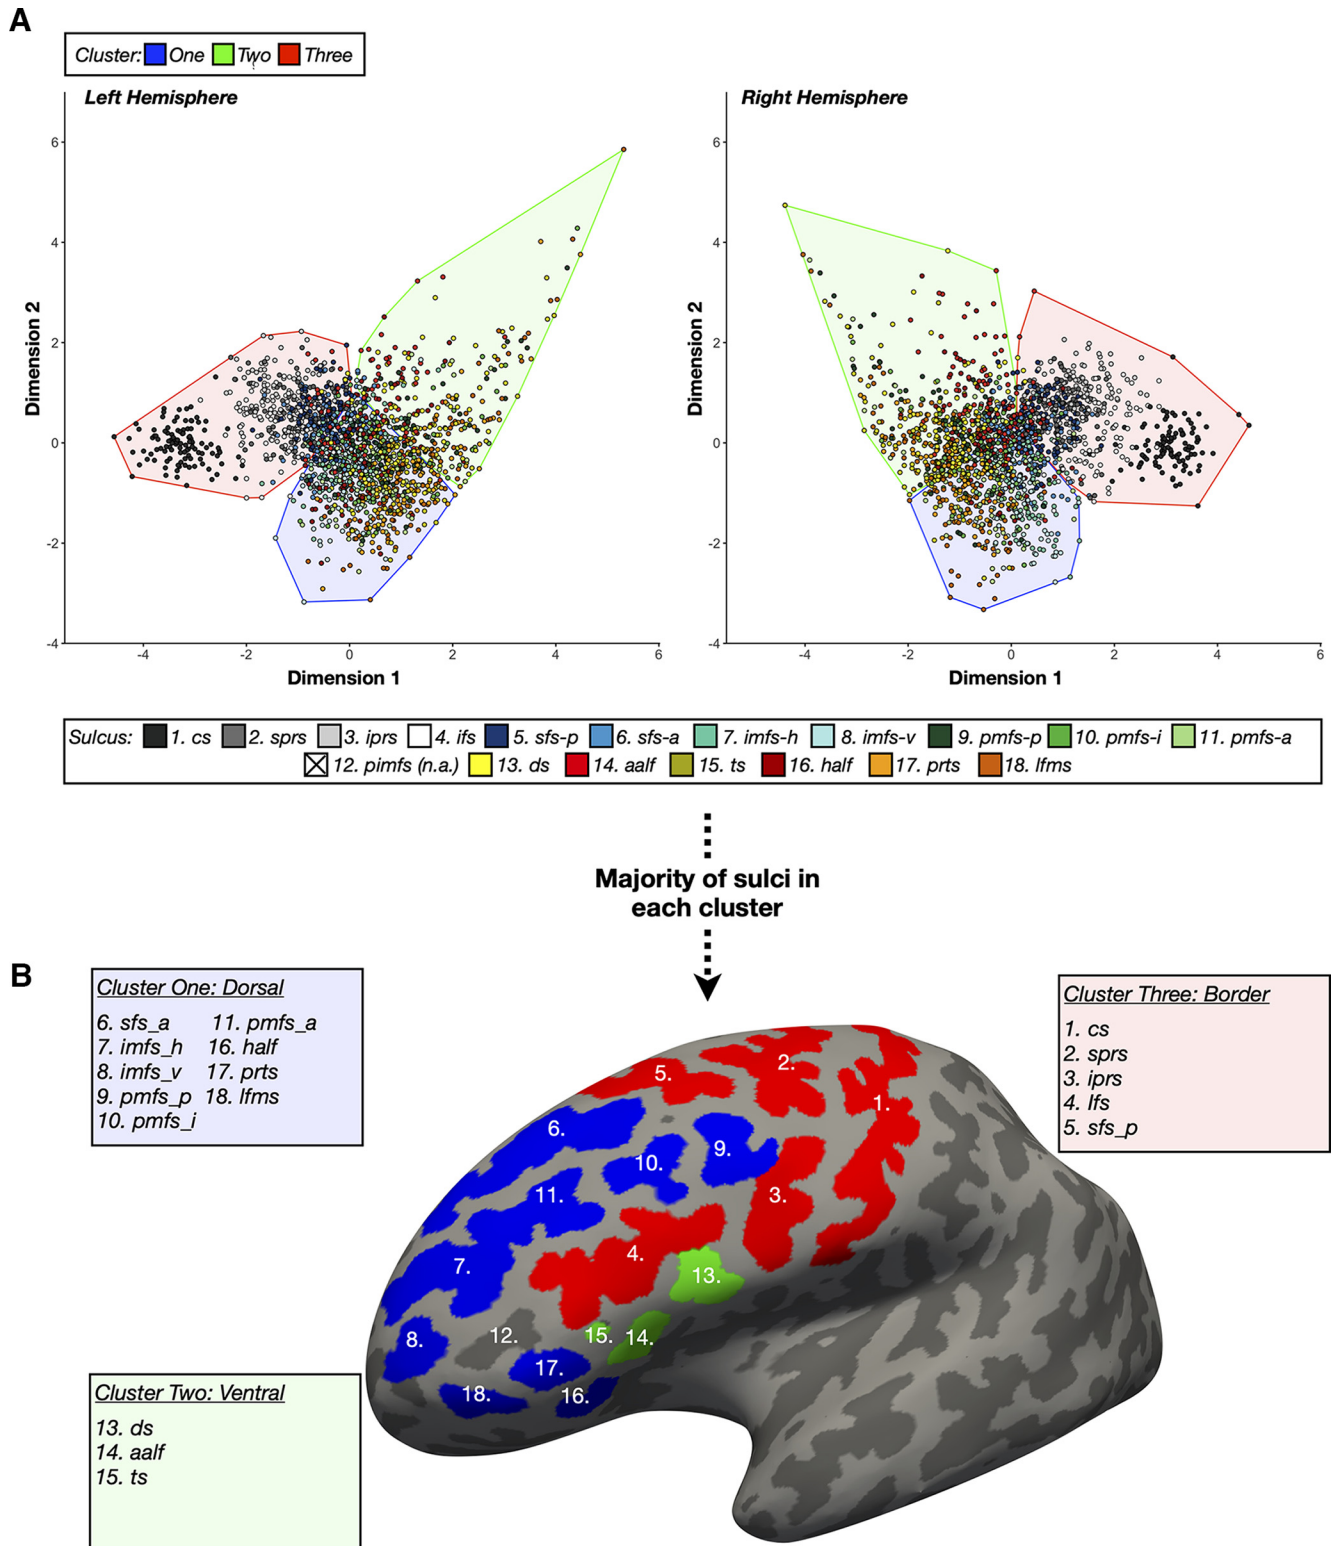 A
Cluster: One Two Three
Left Hemisphere
Right Hemisphere
6
4
2
0
-2
-4
Dimension 2
-4 -2 0 2 4 6
Dimension 1
6
4
2
0
-2
-4
Dimension 2
-4 -2 0 2 4 6
Dimension 1
Sulcus: 1. cs 2. sprs 3. iprs 4. ifs 5. sfs-p 6. sfs-a 7. imfs-h 8. imfs-v 9. pmfs-p 10. pmfs-i 11. pmfs-a
12. pimfs (n.a.) 13. ds 14. aalf 15. ts 16. half 17. prts 18. lfms
Majority of sulci in
each cluster
B
Cluster One: Dorsal
6. sfs_a 11. pmfs_a
7. imfs_h 16. half
8. imfs_v 17. prts
9. pmfs_p 18. lfms
10. pmfs_i
Cluster Three: Border
1. cs
2. sprs
3. iprs
4. Ifs
5. sfs_p
2.
5.
1.
6.
9.
10.
11.
3.
4.
7.
13.
12.
15.
14.
8.
17.
18.
16.
Cluster Two: Ventral
13. ds
14. aalf
15. ts